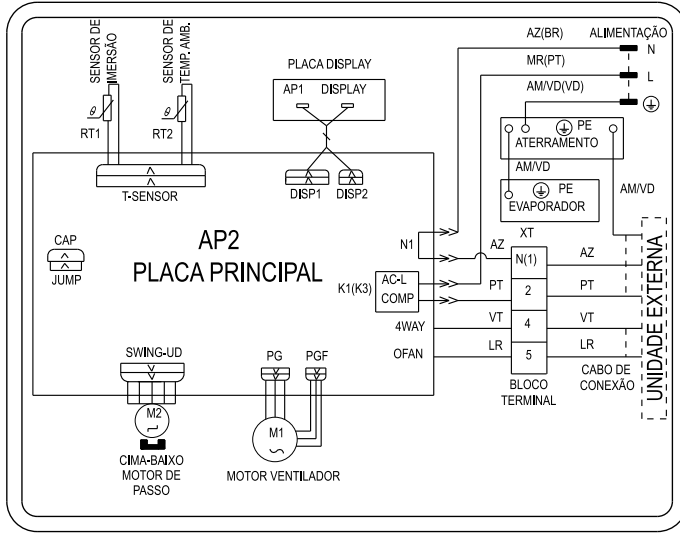 SENSOR DE
IMERSÃO
SENSOR DE
TEMP. AMB.
θ
RT1
θ
RT2
T-SENSOR
PLACA DISPLAY
AP1 DISPLAY
DISP1
DISP2
AZ(BR)
ALIMENTAÇÃO
N
MR(PT)
L
AM/VD(VD)
PE
ATERRAMENTO
AM/VD
PE
EVAPORADOR
AM/VD
XT
CAP
JUMP
AP2
PLACA PRINCIPAL
N1
AZ
N(1)
AZ
K1(K3)
AC-L
COMP
PT
2
PT
4WAY
VT
4
VT
OFAN
LR
5
LR
BLOCO
TERMINAL
CABO DE
CONEXÃO
UNIDADE EXTERNA
SWING-UD
M2
CIMA-BAIXO
MOTOR DE
PASSO
PG
PGF
M1
MOTOR VENTILADOR